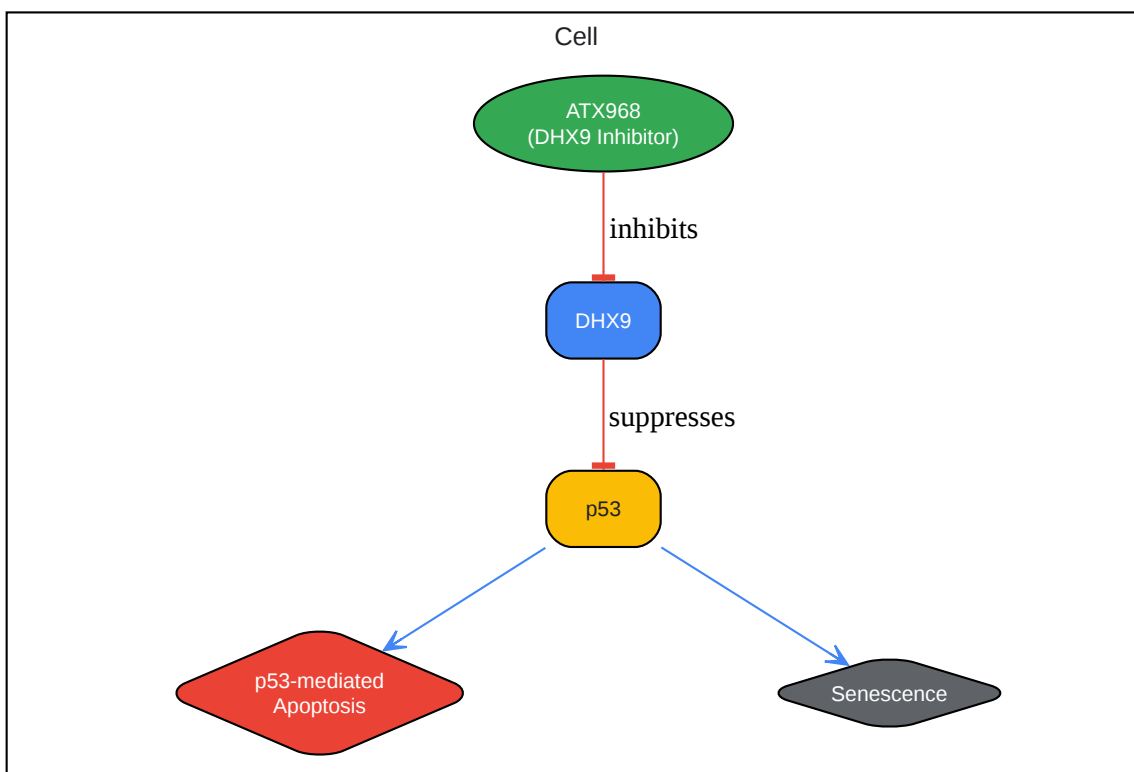 Cell
ATX968
(DHX9 Inhibitor)
inhibits
DHX9
suppresses
p53
p53-mediated
Apoptosis
Senescence